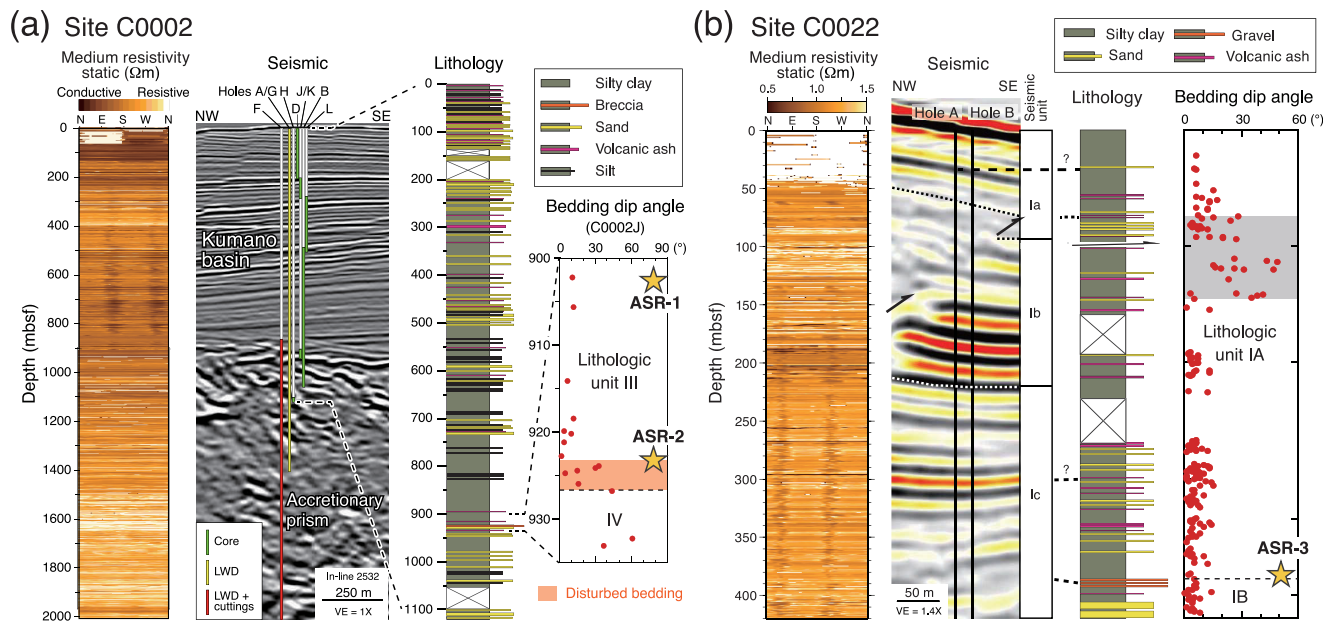 (a) Site C0002
Medium resistivity
static (Ωm)
Conductive Resistive
N E S W N
0
200
400
600
800
1000
1200
1400
1600
1800
2000
Depth (mbsf)
Seismic
Holes A/G H J/K B
F D L
NW SE
Kumano
basin
Accretionary
prism
Core
LWD
LWD +
cuttings
In-line 2532
250 m
VE = 1X
Lithology
0
100
200
300
400
500
600
700
800
900
1000
1100
Silty clay
Breccia
Sand
Volcanic ash
Silt
Bedding dip angle
(C0002J)
0 30 60 90 (°)
900
910
920
930
ASR-1
Lithologic
unit III
ASR-2
IV
Disturbed bedding
(b) Site C0022
Silty clay Gravel
Sand Volcanic ash
Medium resistivity
static (Ωm)
0.5 1.0 1.5
N E S W N
0
50
100
150
200
250
300
350
400
Depth (mbsf)
Seismic
NW SE
Hole A Hole B
50 m
VE = 1.4X
Seismic
unit
Ia
Ib
Ic
Lithology
?
?
Bedding dip angle
0 30 60 (°)
Lithologic
unit IA
ASR-3
IB